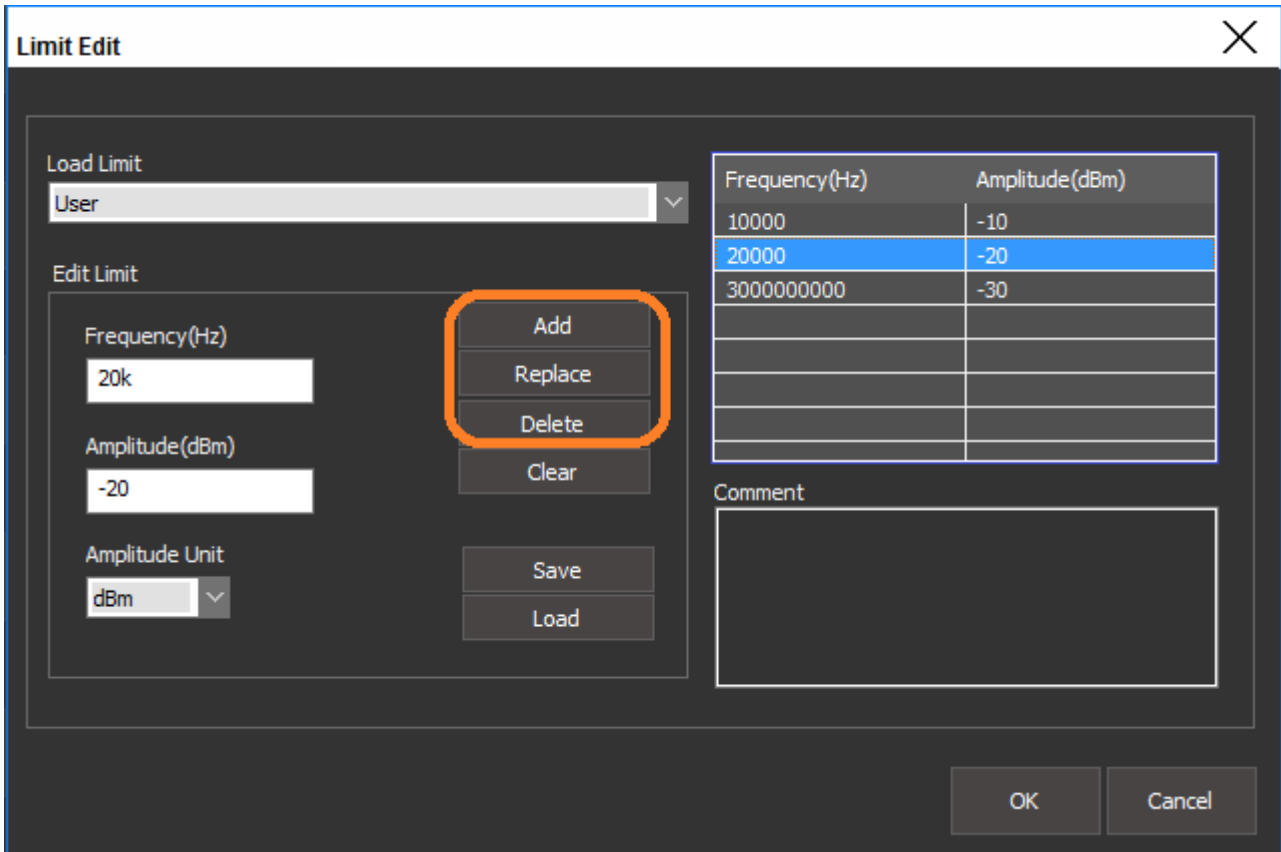 Limit Edit
Load Limit
User
Edit Limit
Frequency(Hz)
20k
Amplitude(dBm)
-20
Amplitude Unit
dBm
Add
Replace
Delete
Clear
Save
Load
Frequency(Hz) Amplitude(dBm)
10000 -10
20000 -20
3000000000 -30
Comment
OK Cancel